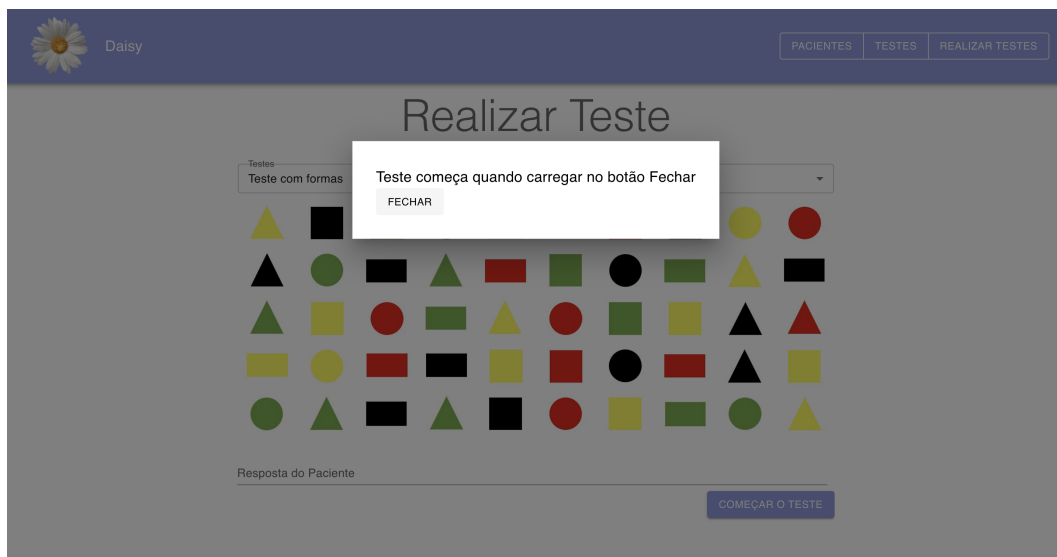 Daisy
PACIENTES TESTES REALIZAR TESTES
Realizar Teste
Testes
Teste com formas
Teste começa quando carregar no botão Fechar
FECHAR
Resposta do Paciente
COMEÇAR O TESTE